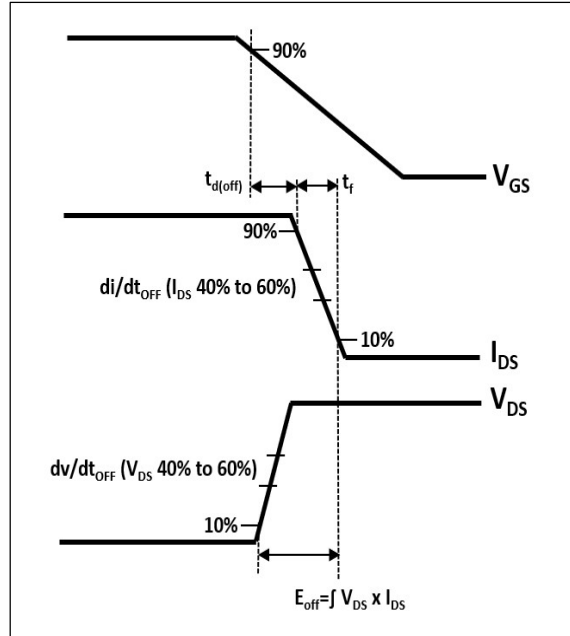 90%
t_d(off)
t_f
V_GS
90%
di/dt_OFF (I_DS 40% to 60%)
10%
I_DS
V_DS
dv/dt_OFF (V_DS 40% to 60%)
10%
E_off=∫ V_DS x I_DS